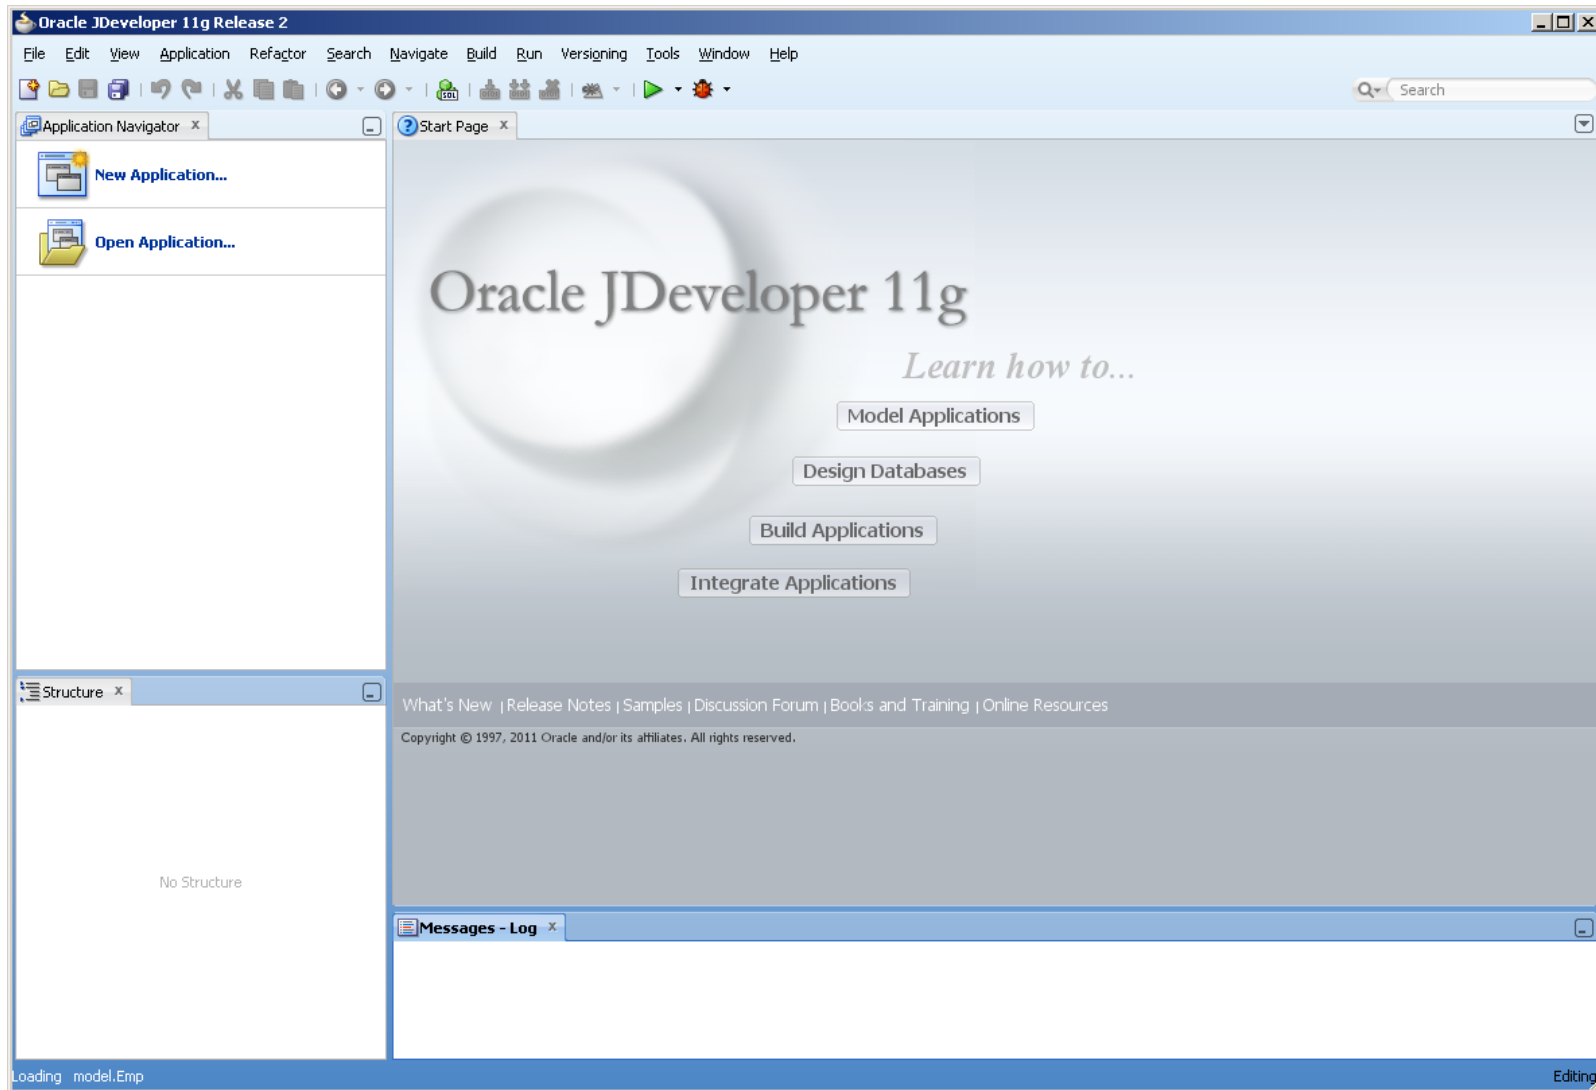 Oracle JDeveloper 11g Release 2
File Edit View Application Refactor Search Navigate Build Run Versioning Tools Window Help
SQL
Search
Application Navigator x
Start Page x
New Application...
Open Application...
Oracle JDeveloper 11g
Learn how to...
Model Applications
Design Databases
Build Applications
Integrate Applications
Structure x
What's New | Release Notes | Samples | Discussion Forum | Books and Training | Online Resources
Copyright © 1997, 2011 Oracle and/or its affiliates. All rights reserved.
No Structure
Messages - Log x
Loading model.Emp
Editing